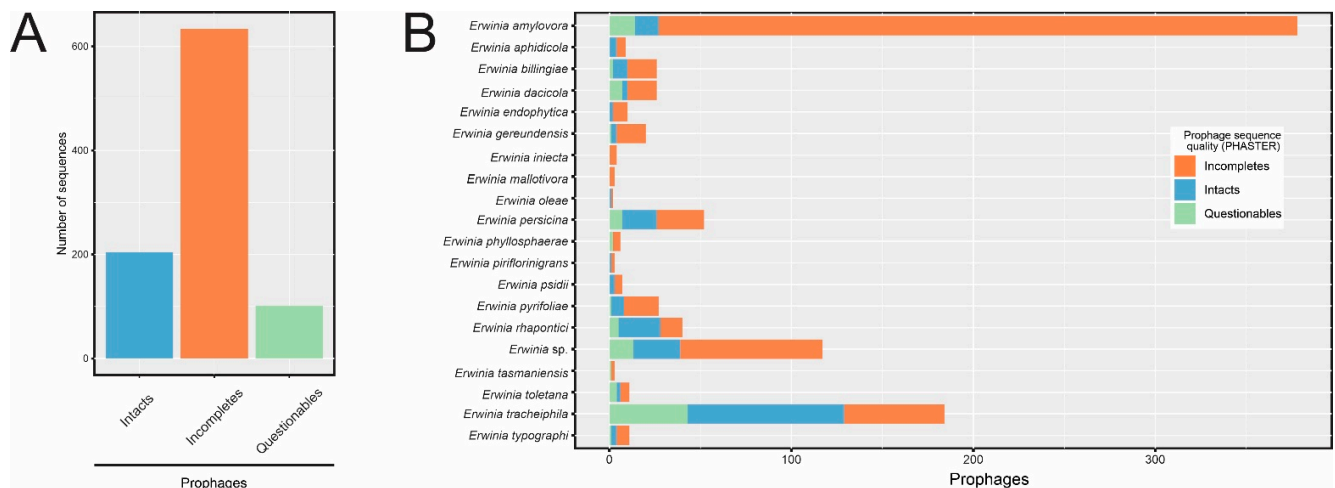 A
Number of sequences
600
400
200
0
Intacts
Incompletes
Questionables
Prophages
B
Erwinia amylovora
Erwinia aphidicola
Erwinia billingiae
Erwinia dacicola
Erwinia endophytica
Erwinia gereundensis
Erwinia iniecta
Erwinia mallotivora
Erwinia oleae
Erwinia persicina
Erwinia phyllosphaerae
Erwinia piriflorinigrans
Erwinia psidii
Erwinia pyrifoliae
Erwinia rhapontici
Erwinia sp.
Erwinia tasmaniensis
Erwinia toletana
Erwinia tracheiphila
Erwinia typographi
Prophage sequence
quality (PHASTER)
Incompletes
Intacts
Questionables
0 100 200 300
Prophages